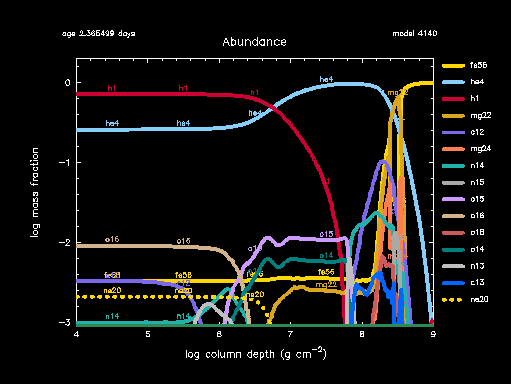 age 2.365499 days
model 4140
Abundance
fe56
he4
h1
mg22
c12
mg24
n14
n15
o15
o16
o18
o14
n13
c13
ne20
0
-1
-2
-3
log mass fraction
he4
mg22
h1 h1 h1
he4 he4 he4
h1
o16 o16 o15
o15
fe56 fe56 fe56 fe56
mg22
ne20 ne20 ne20
n14 n14
4 5 6 7 8 9
log column depth (g cm-2)